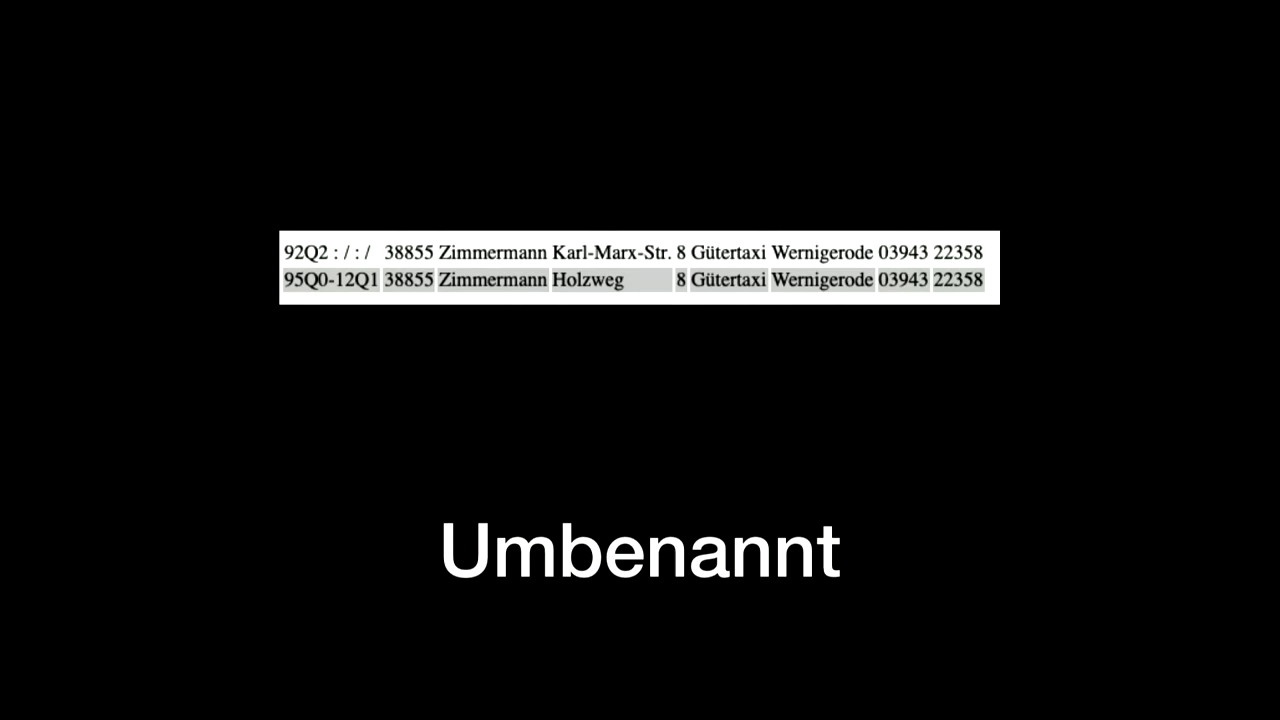 92Q2 : / : / 38855 Zimmermann Karl-Marx-Str. 8 Gütertaxi Wernigerode 03943 22358
95Q0-12Q1 38855 Zimmermann Holzweg 8 Gütertaxi Wernigerode 03943 22358
Umbenannt